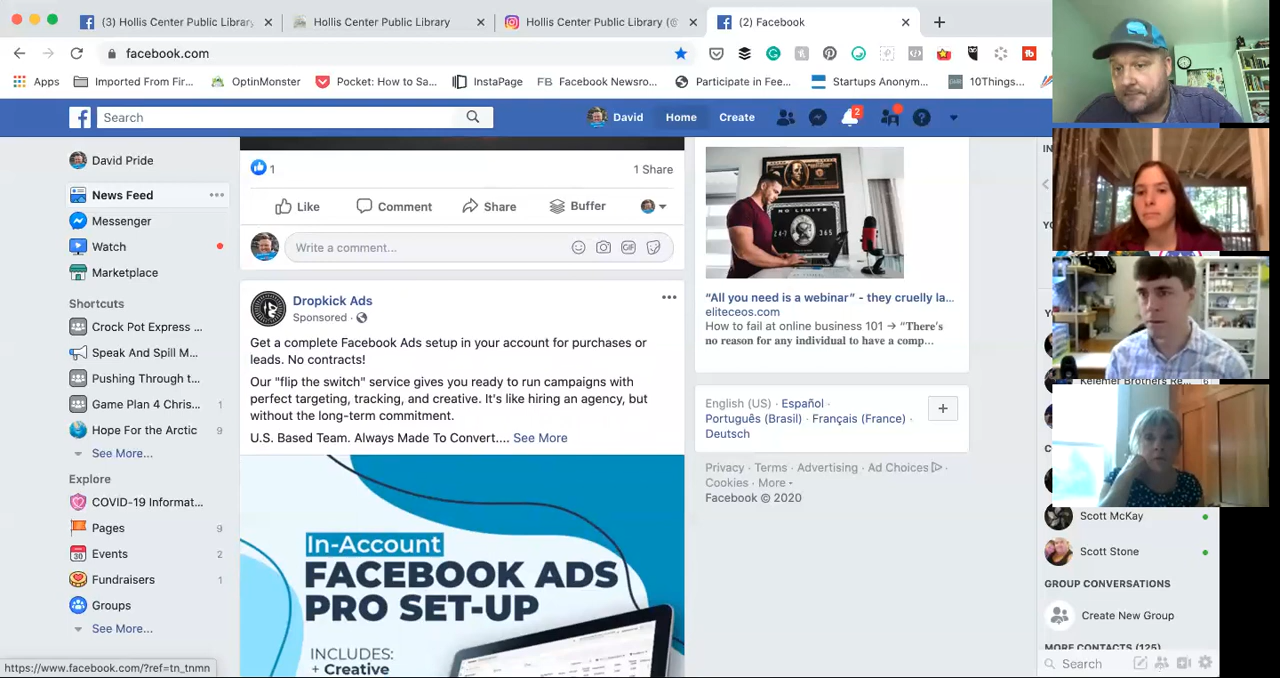 (3) Hollis Center Public Library
Hollis Center Public Library
Hollis Center Public Library (@
(2) Facebook
facebook.com
Apps
Imported From Fir...
OptinMonster
Pocket: How to Sa...
InstaPage
FB
Facebook Newsro...
Participate in Fee...
Startups Anonym...
10Things...
Search
David
Home
Create
2
David Pride
News Feed
Messenger
Watch
Marketplace
Shortcuts
Crock Pot Express ...
Speak And Spill M...
Pushing Through t...
Game Plan 4 Chris...
1
Hope For the Arctic
9
See More...
Explore
COVID-19 Informat...
Pages
9
Events
2
Fundraisers
1
Groups
See More...
https://www.facebook.com/?ref=tn_tnmn
1
1 Share
Like
Comment
Share
Buffer
Write a comment...
GIF
Dropkick Ads
Sponsored ·
Get a complete Facebook Ads setup in your account for purchases or
leads. No contracts!
Our "flip the switch" service gives you ready to run campaigns with
perfect targeting, tracking, and creative. It's like hiring an agency, but
without the long-term commitment.
U.S. Based Team. Always Made To Convert.... See More
In-Account
FACEBOOK ADS
PRO SET-UP
INCLUDES:
+ Creative
NO LIMITS
24-7
365
“All you need is a webinar” - they cruelly la...
eliteceos.com
How to fail at online business 101 → “There's
no reason for any individual to have a comp...
English (US) · Español ·
Português (Brasil) · Français (France) ·
Deutsch
Privacy · Terms · Advertising · Ad Choices
Cookies · More
Facebook © 2020
6
Scott McKay
Scott Stone
GROUP CONVERSATIONS
Create New Group
MORE CONTACTS (125)
Search